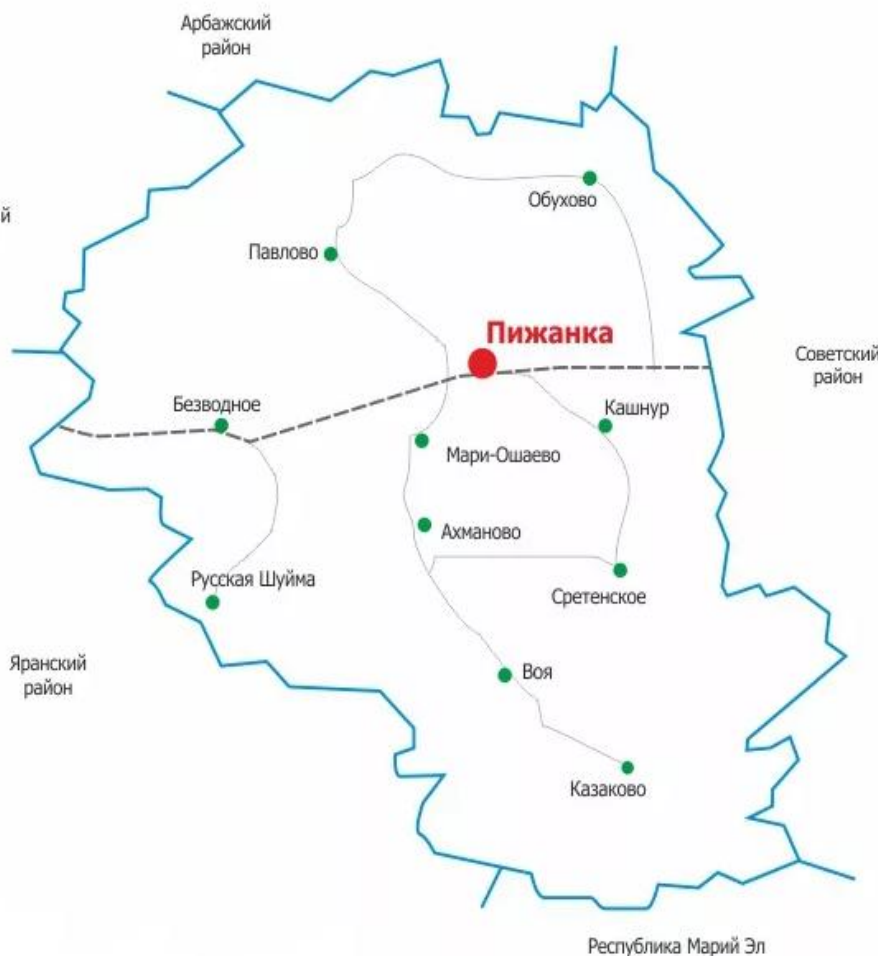 Арбажский
район
Обухово
й
Павлово
Пижанка
Советский
район
Безводное
Кашнур
Мари-Ошаево
Ахманово
Русская Шуйма
Сретенское
Яранский
район
Воя
Казаково
Республика Марий Эл